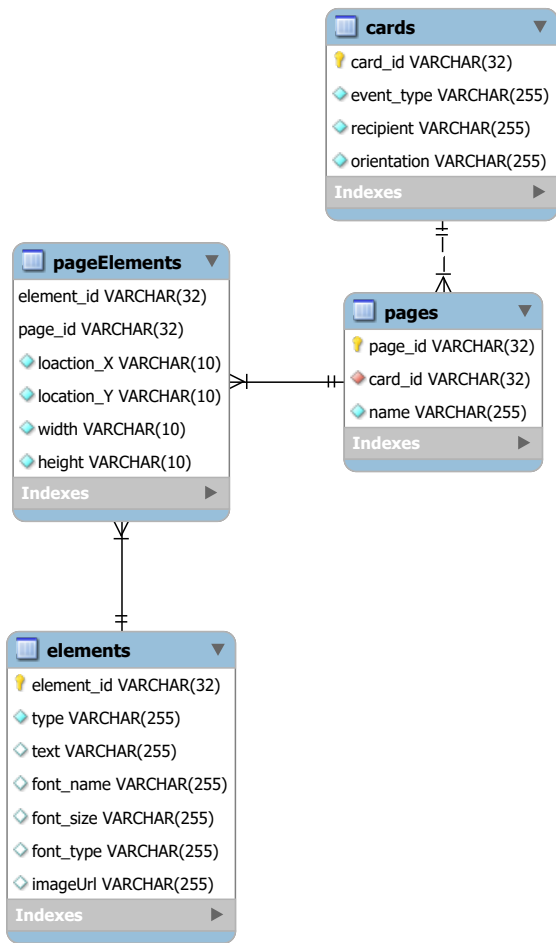 cards
card_id VARCHAR(32)
event_type VARCHAR(255)
recipient VARCHAR(255)
orientation VARCHAR(255)
Indexes
pageElements
element_id VARCHAR(32)
page_id VARCHAR(32)
loaction_X VARCHAR(10)
location_Y VARCHAR(10)
width VARCHAR(10)
height VARCHAR(10)
Indexes
pages
page_id VARCHAR(32)
card_id VARCHAR(32)
name VARCHAR(255)
Indexes
elements
element_id VARCHAR(32)
type VARCHAR(255)
text VARCHAR(255)
font_name VARCHAR(255)
font_size VARCHAR(255)
font_type VARCHAR(255)
imageUrl VARCHAR(255)
Indexes